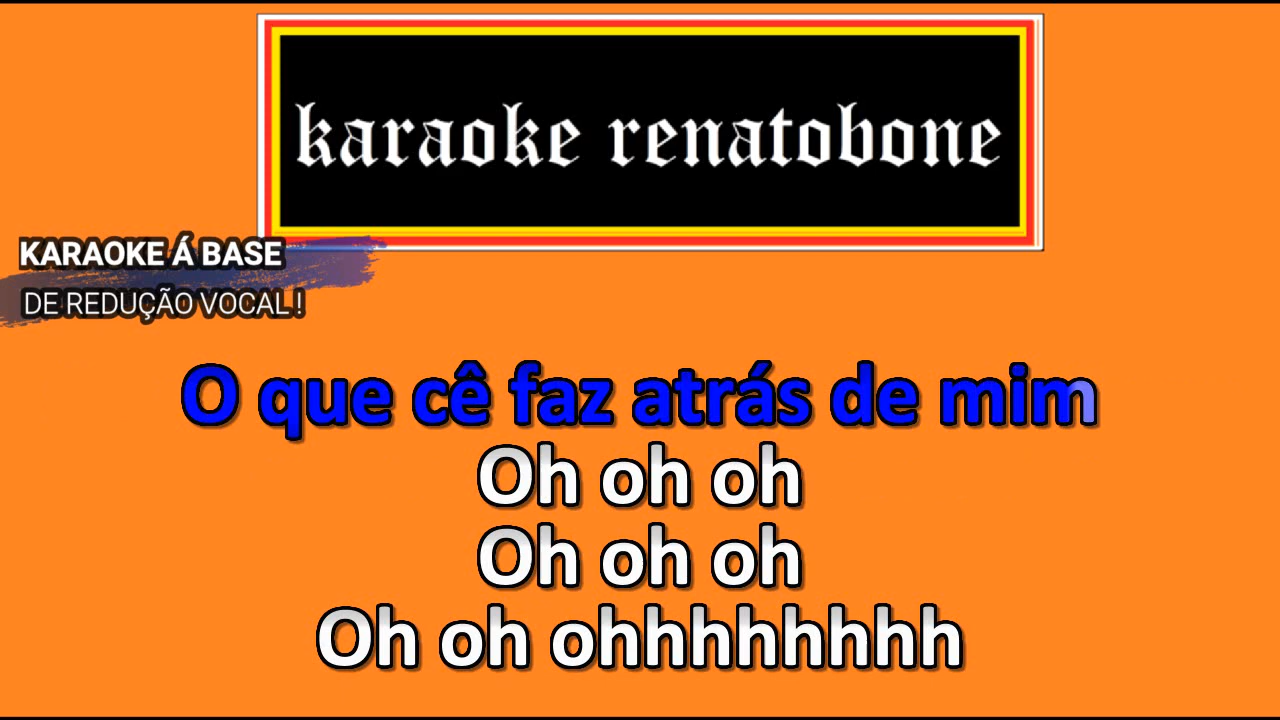 karaoke renatobone
KARAOKE Á BASE
DE REDUÇÃO VOCAL !
O que cê faz atrás de mim
Oh oh oh
Oh oh oh
Oh oh ohhhhhhhhh